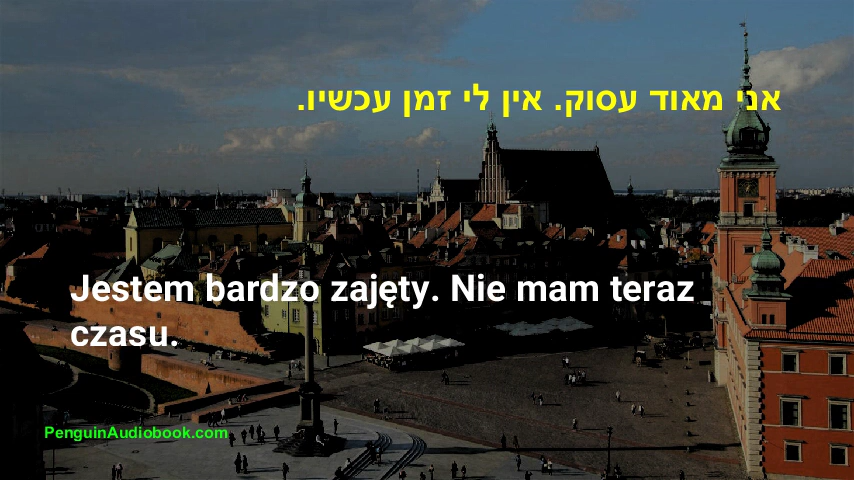 אני מאוד עסוק. אין לי זמן עכשיו.
Jestem bardzo zajęty. Nie mam teraz
czasu.
PenguinAudiobook.com